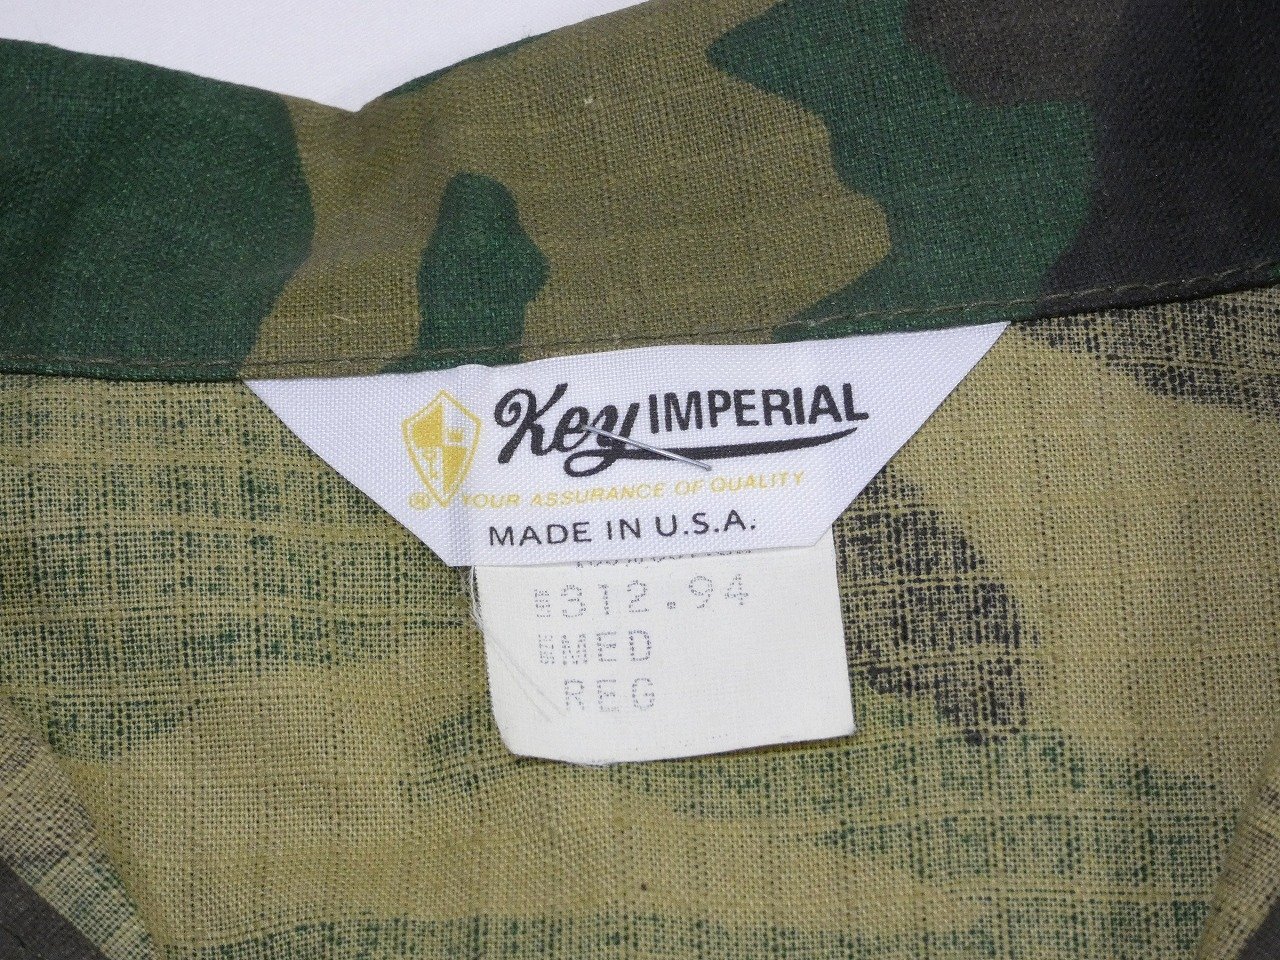 Key IMPERIAL
® YOUR ASSURANCE OF QUALITY
MADE IN U.S.A.
312.94
MED
REG